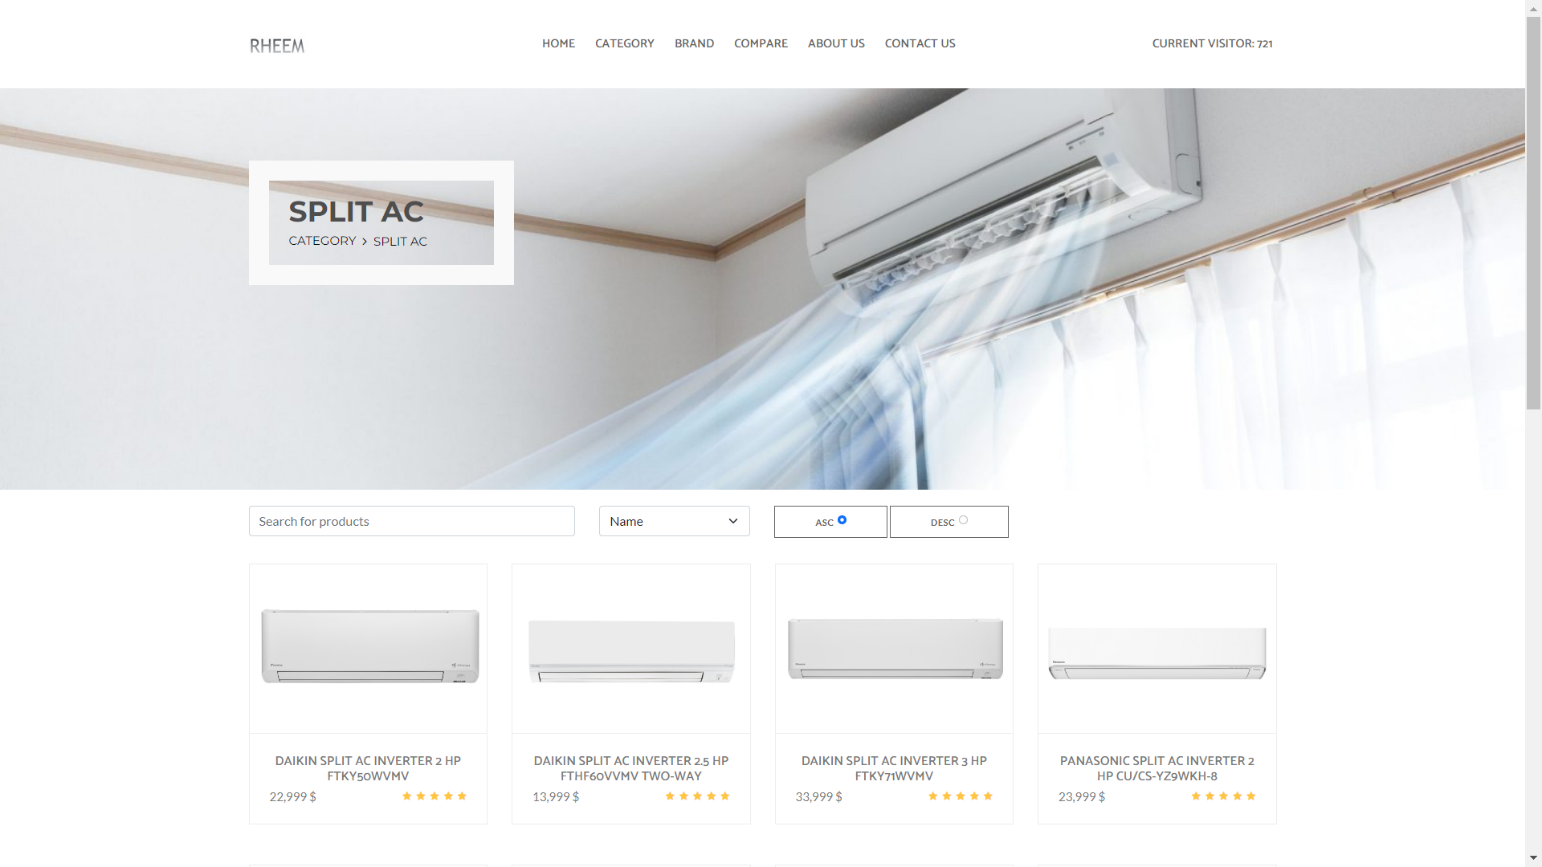 RHEEM
HOME CATEGORY BRAND COMPARE ABOUT US CONTACT US
CURRENT VISITOR: 721
SPLIT AC
CATEGORY > SPLIT AC
Search for products
Name
ASC
DESC
DAIKIN SPLIT AC INVERTER 2 HP
FTKY50WVMV
22,999 $
DAIKIN SPLIT AC INVERTER 2.5 HP
FTHF60VVMV TWO-WAY
13,999 $
DAIKIN SPLIT AC INVERTER 3 HP
FTKY71WVMV
33,999 $
PANASONIC SPLIT AC INVERTER 2
HP CU/CS-YZ9WKH-8
23,999 $